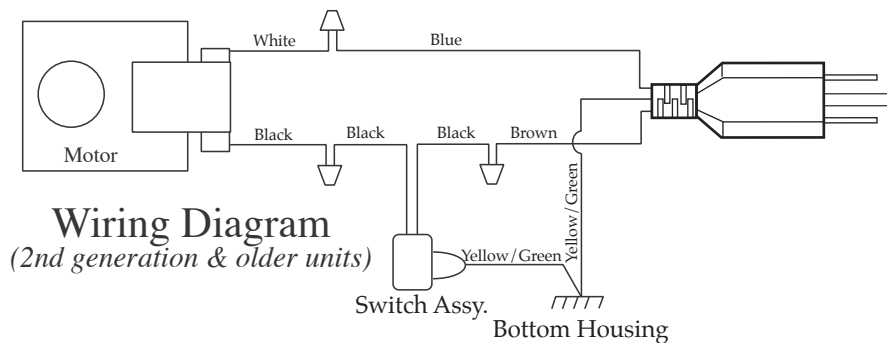 White
Blue
Motor
Black
Black
Black
Brown
Yellow/Green
Wiring Diagram
(2nd generation & older units)
Yellow/Green
Switch Assy.
Bottom Housing